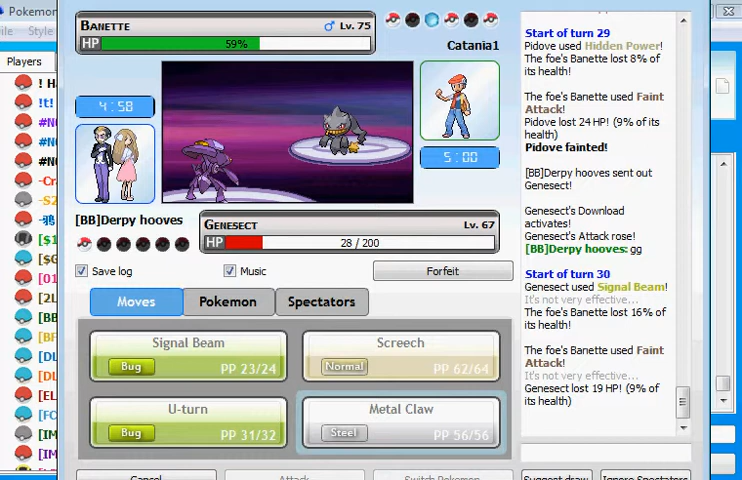 Pokemon
BANETTE Lv. 75
HP 59%
Catania1
4:58
5:00
[BB]Derpy hooves
GENESECT Lv. 67
HP 28 / 200
Save log Music Forfeit
Moves Pokemon Spectators
Signal Beam Screech
Bug PP 23/24 Normal PP 62/64
U-turn Metal Claw
Bug PP 31/32 Steel PP 56/56
Cancel Attack Switch Pokemon Suggest draw Ignore Spectators
Start of turn 29
Pidove used Hidden Power!
The foe's Banette lost 8% of
its health!
The foe's Banette used Faint
Attack!
Pidove lost 24 HP! (9% of its
health)
Pidove fainted!
[BB]Derpy hooves sent out
Genesect!
Genesect's Download
activates!
Genesect's Attack rose!
[BB]Derpy hooves: gg
Start of turn 30
Genesect used Signal Beam!
It's not very effective...
The foe's Banette lost 16% of
its health!
The foe's Banette used Faint
Attack!
It's not very effective...
Genesect lost 19 HP! (9% of
its health)
Style
Players